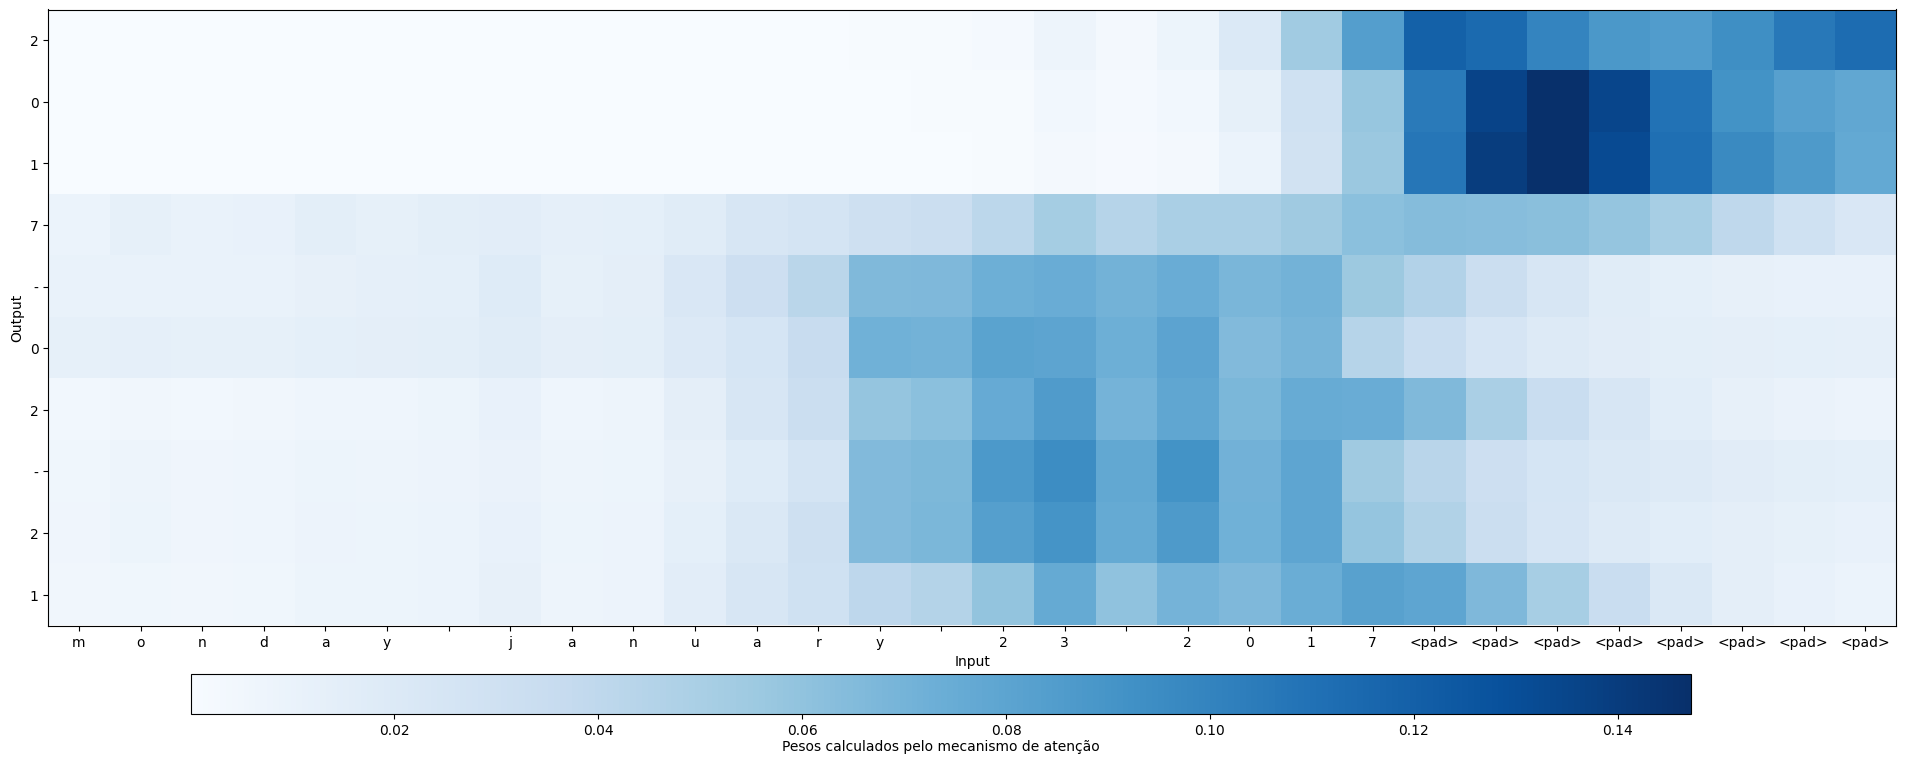 2
0
1
7
-
0
2
-
2
1
Output
m o n d a y j a n u a r y 2 3 2 0 1 7 <pad> <pad> <pad> <pad> <pad> <pad> <pad> <pad>
Input
0.02 0.04 0.06 0.08 0.10 0.12 0.14
Pesos calculados pelo mecanismo de atenção